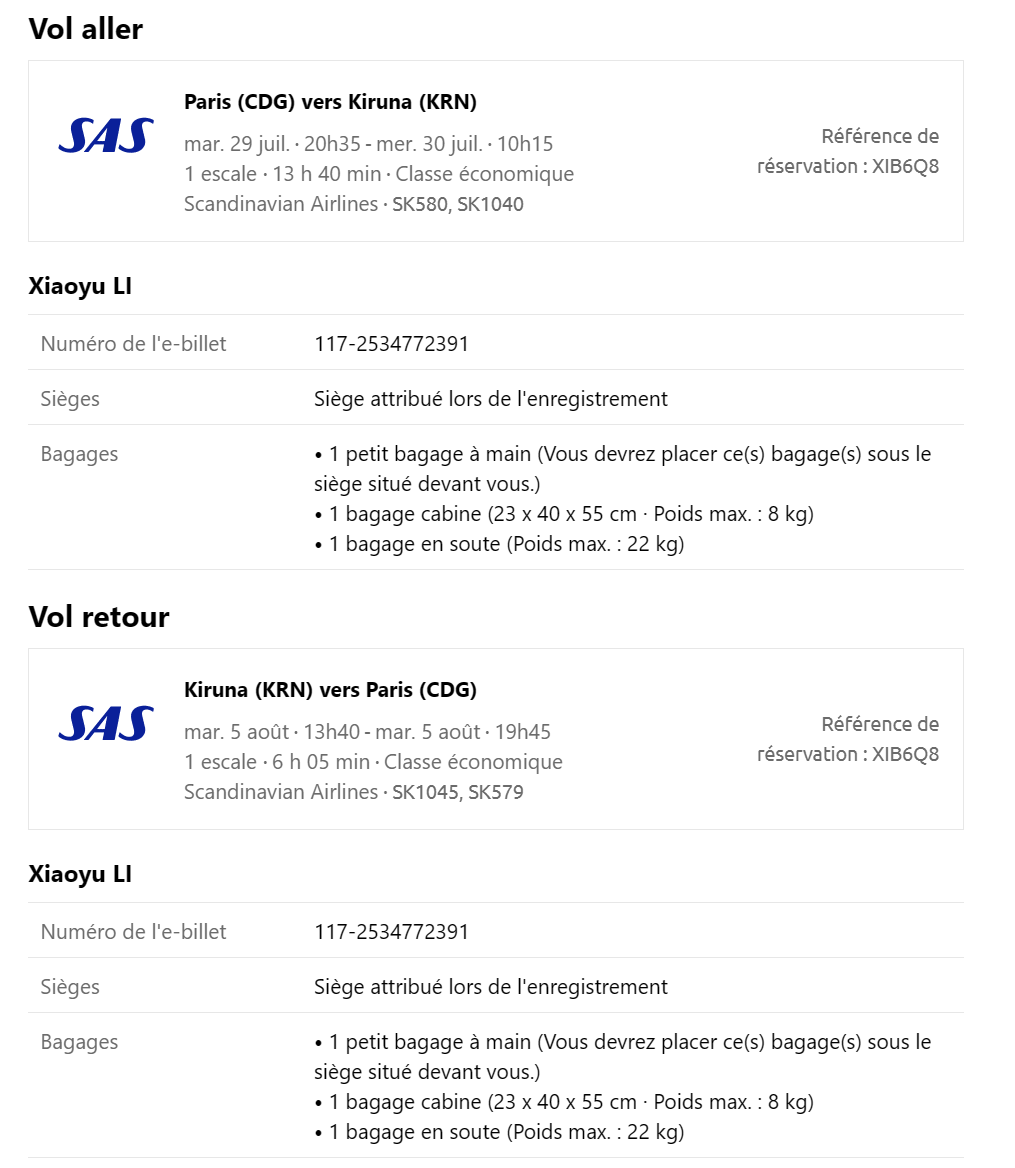 Vol aller
SAS
Paris (CDG) vers Kiruna (KRN)
mar. 29 juil. · 20h35 - mer. 30 juil. · 10h15
1 escale · 13 h 40 min · Classe économique
Scandinavian Airlines · SK580, SK1040
Référence de
réservation : XIB6Q8
Xiaoyu LI
Numéro de l'e-billet 117-2534772391
Sièges Siège attribué lors de l'enregistrement
Bagages • 1 petit bagage à main (Vous devrez placer ce(s) bagage(s) sous le
siège situé devant vous.)
• 1 bagage cabine (23 x 40 x 55 cm · Poids max. : 8 kg)
• 1 bagage en soute (Poids max. : 22 kg)
Vol retour
SAS
Kiruna (KRN) vers Paris (CDG)
mar. 5 août · 13h40 - mar. 5 août · 19h45
1 escale · 6 h 05 min · Classe économique
Scandinavian Airlines · SK1045, SK579
Référence de
réservation : XIB6Q8
Xiaoyu LI
Numéro de l'e-billet 117-2534772391
Sièges Siège attribué lors de l'enregistrement
Bagages • 1 petit bagage à main (Vous devrez placer ce(s) bagage(s) sous le
siège situé devant vous.)
• 1 bagage cabine (23 x 40 x 55 cm · Poids max. : 8 kg)
• 1 bagage en soute (Poids max. : 22 kg)